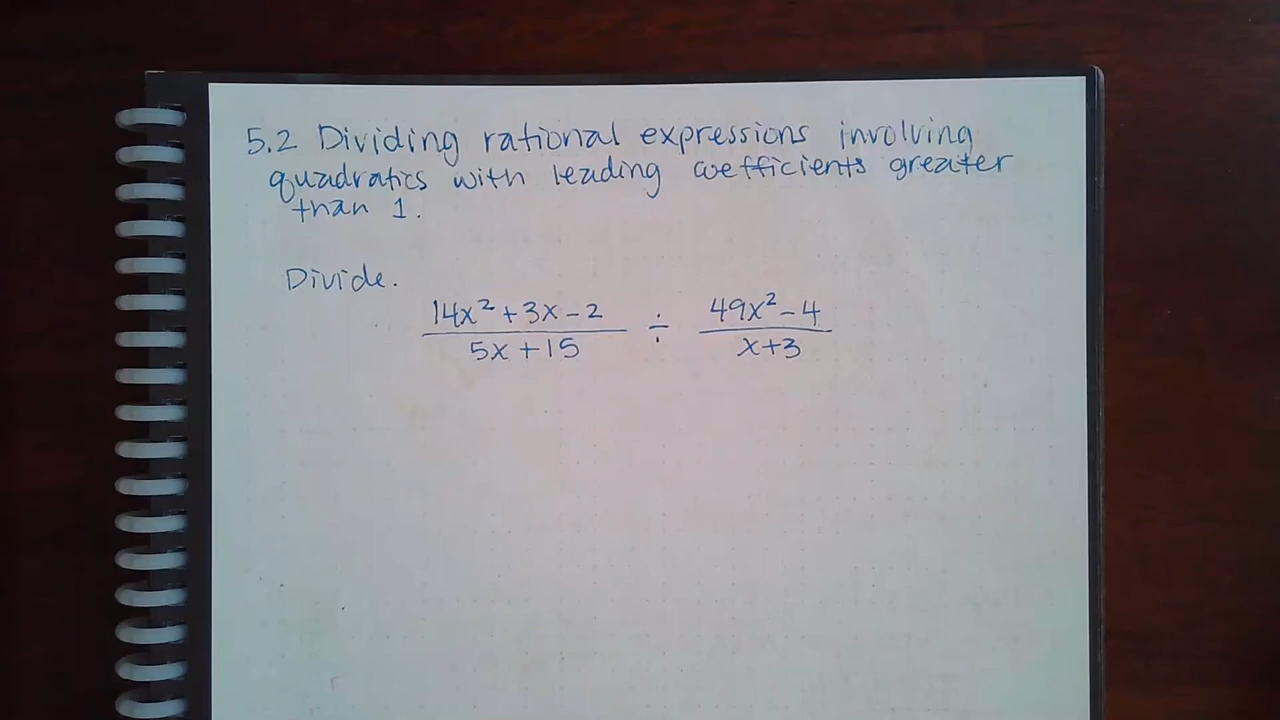 5.2 Dividing rational expressions involving
quadratics with leading coefficients greater
than 1.
Divide.
14x²+3x-2 ÷ 49x²-4
5x+15 x+3